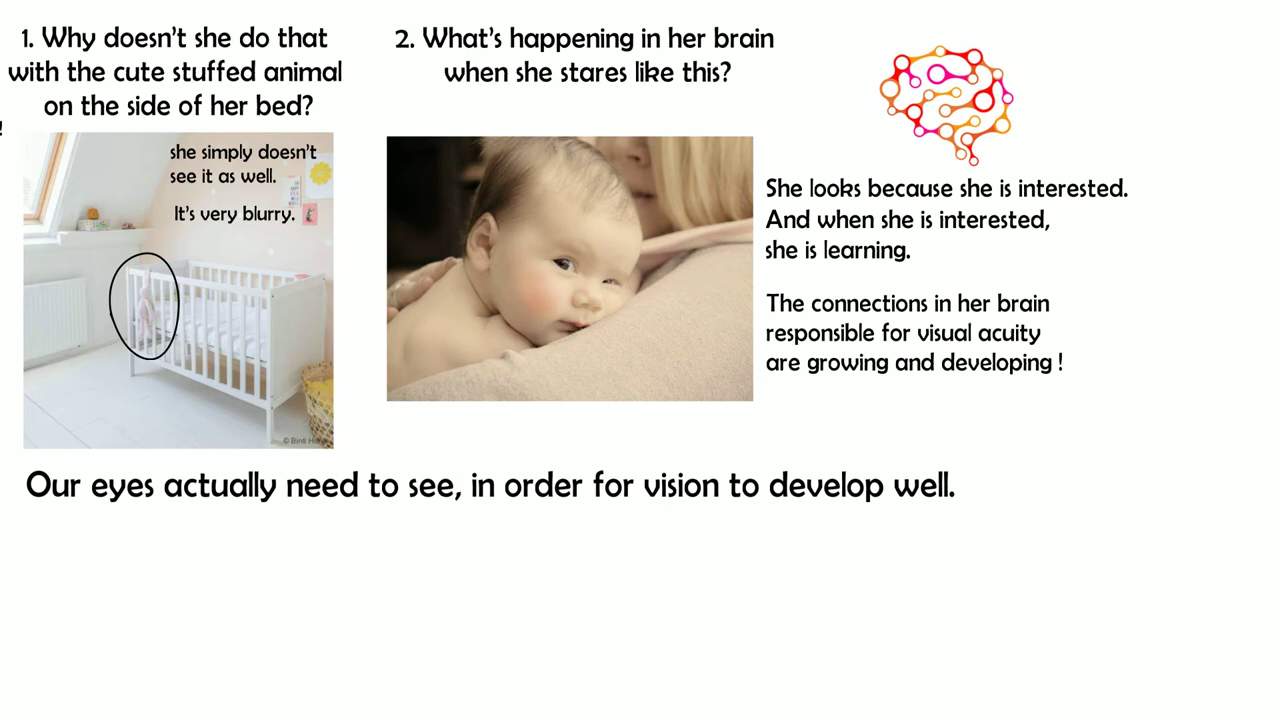 1. Why doesn't she do that
with the cute stuffed animal
on the side of her bed?
!
she simply doesn't
see it as well.
It's very blurry.
2. What's happening in her brain
when she stares like this?
She looks because she is interested.
And when she is interested,
she is learning.
The connections in her brain
responsible for visual acuity
are growing and developing !
Our eyes actually need to see, in order for vision to develop well.